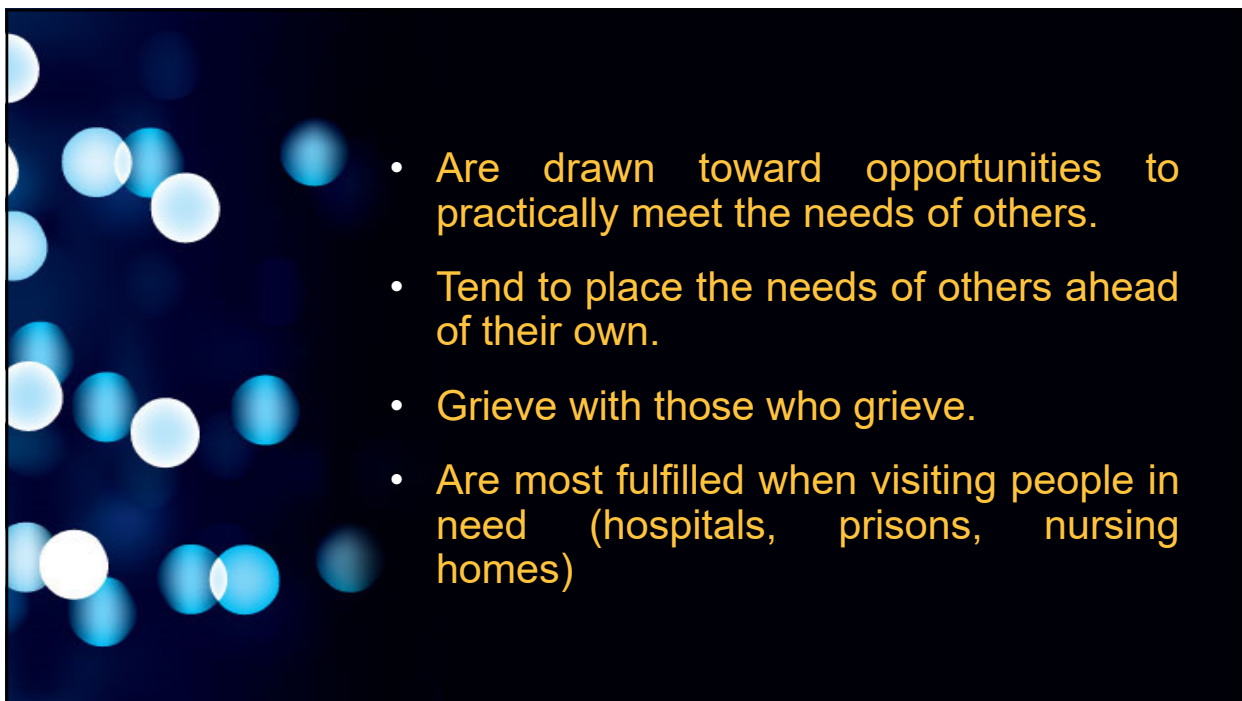 • Are drawn toward opportunities to
practically meet the needs of others.
• Tend to place the needs of others ahead
of their own.
• Grieve with those who grieve.
• Are most fulfilled when visiting people in
need (hospitals, prisons, nursing
homes)